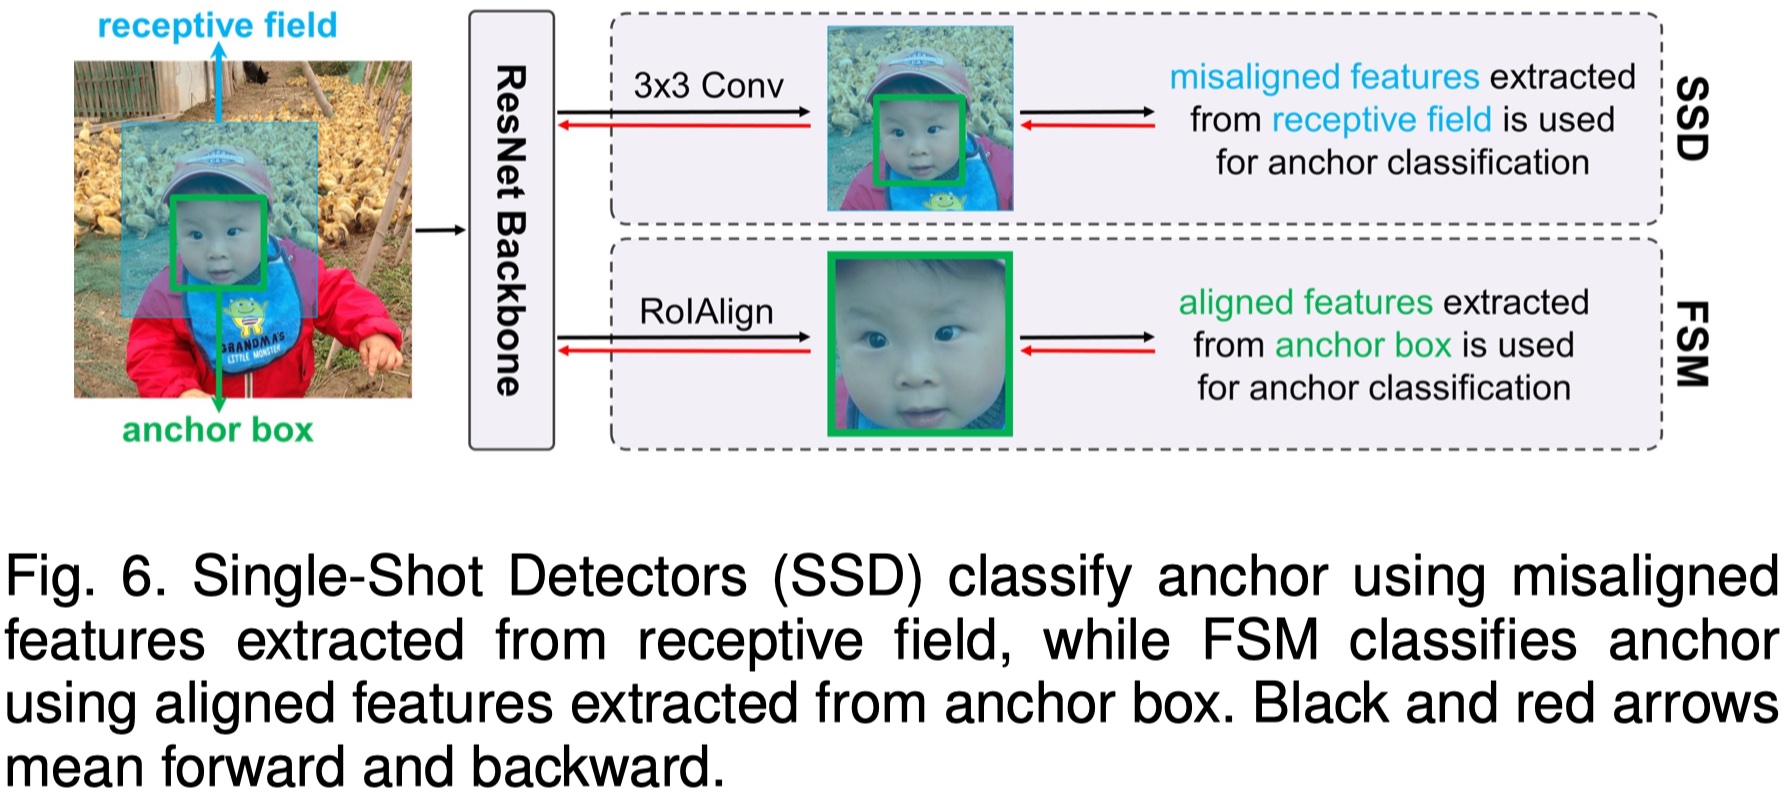 receptive field
GRANDMA'S
LITTLE MONSTER
anchor box
ResNet Backbone
3x3 Conv
misaligned features extracted
from receptive field is used
for anchor classification
SSD
RoIAlign
aligned features extracted
from anchor box is used
for anchor classification
FSM
Fig. 6. Single-Shot Detectors (SSD) classify anchor using misaligned
features extracted from receptive field, while FSM classifies anchor
using aligned features extracted from anchor box. Black and red arrows
mean forward and backward.